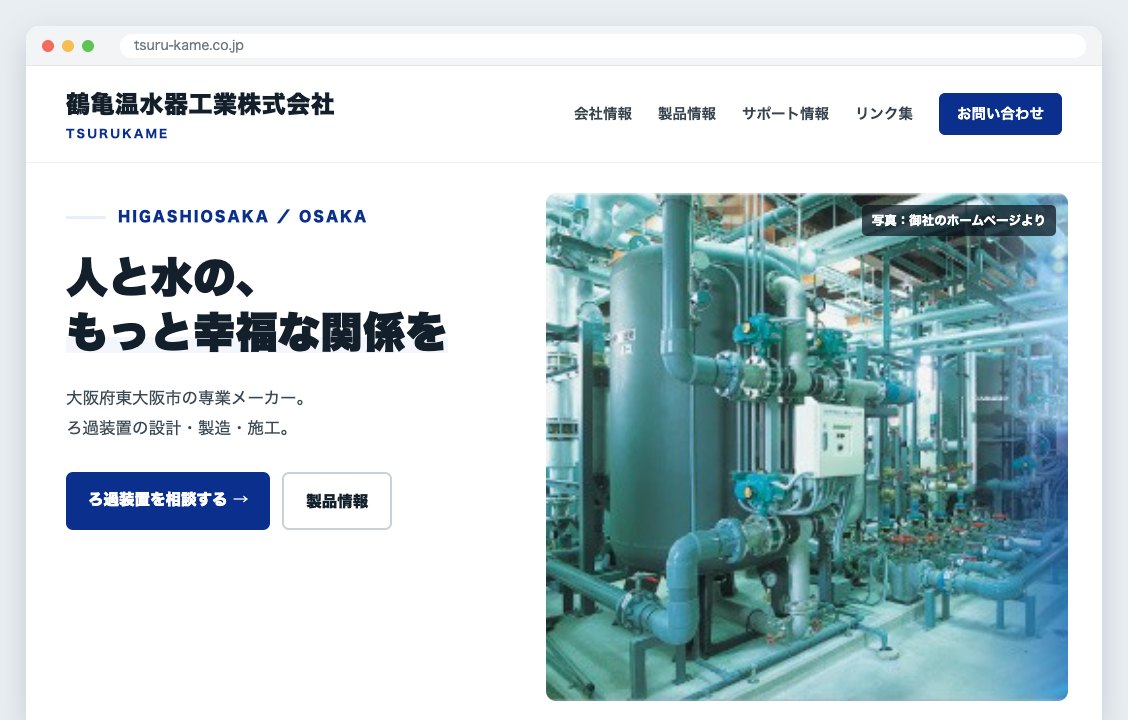 tsuru-kame.co.jp
鶴亀温水器工業株式会社
TSURUKAME
会社情報
製品情報
サポート情報
リンク集
お問い合わせ
HIGASHIOSAKA ／ OSAKA
人と水の、
もっと幸福な関係を
大阪府東大阪市の専業メーカー。
ろ過装置の設計・製造・施工。
ろ過装置を相談する →
製品情報
写真：御社のホームページより